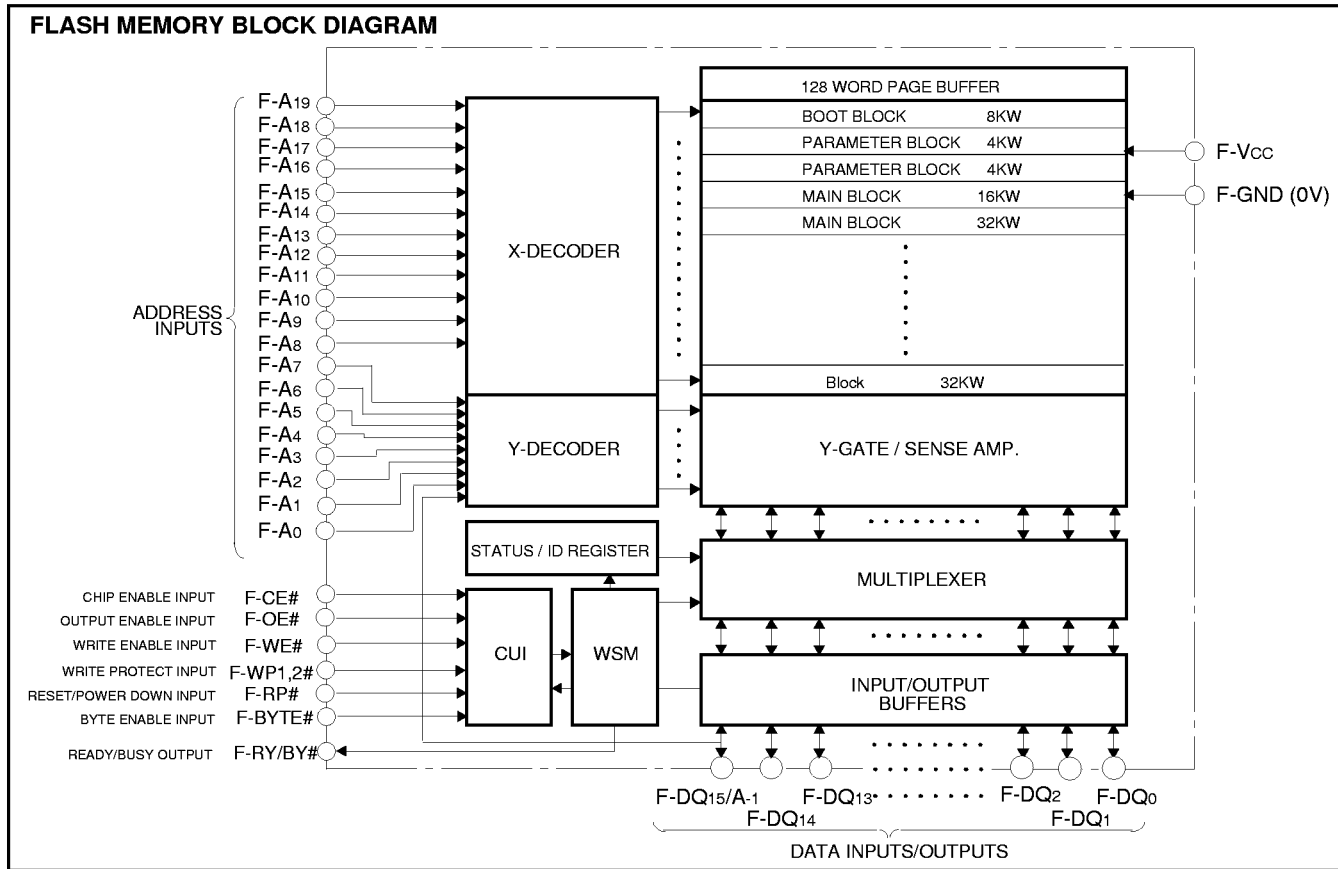 FLASH MEMORY BLOCK DIAGRAM
F-A19
F-A18
F-A17
F-A16
F-A15
F-A14
F-A13
F-A12
F-A11
F-A10
F-A9
F-A8
F-A7
F-A6
F-A5
F-A4
F-A3
F-A2
F-A1
F-A0
ADDRESS
INPUTS
X-DECODER
Y-DECODER
128 WORD PAGE BUFFER
BOOT BLOCK 8KW
PARAMETER BLOCK 4KW
PARAMETER BLOCK 4KW
MAIN BLOCK 16KW
MAIN BLOCK 32KW
Block 32KW
Y-GATE / SENSE AMP.
F-VCC
F-GND (0V)
STATUS / ID REGISTER
MULTIPLEXER
CHIP ENABLE INPUT F-CE#
OUTPUT ENABLE INPUT F-OE#
WRITE ENABLE INPUT F-WE#
WRITE PROTECT INPUT F-WP1,2#
RESET/POWER DOWN INPUT F-RP#
BYTE ENABLE INPUT F-BYTE#
READY/BUSY OUTPUT F-RY/BY#
CUI
WSM
INPUT/OUTPUT
BUFFERS
F-DQ15/A-1 F-DQ13 F-DQ2 F-DQ0
F-DQ14 F-DQ1
DATA INPUTS/OUTPUTS